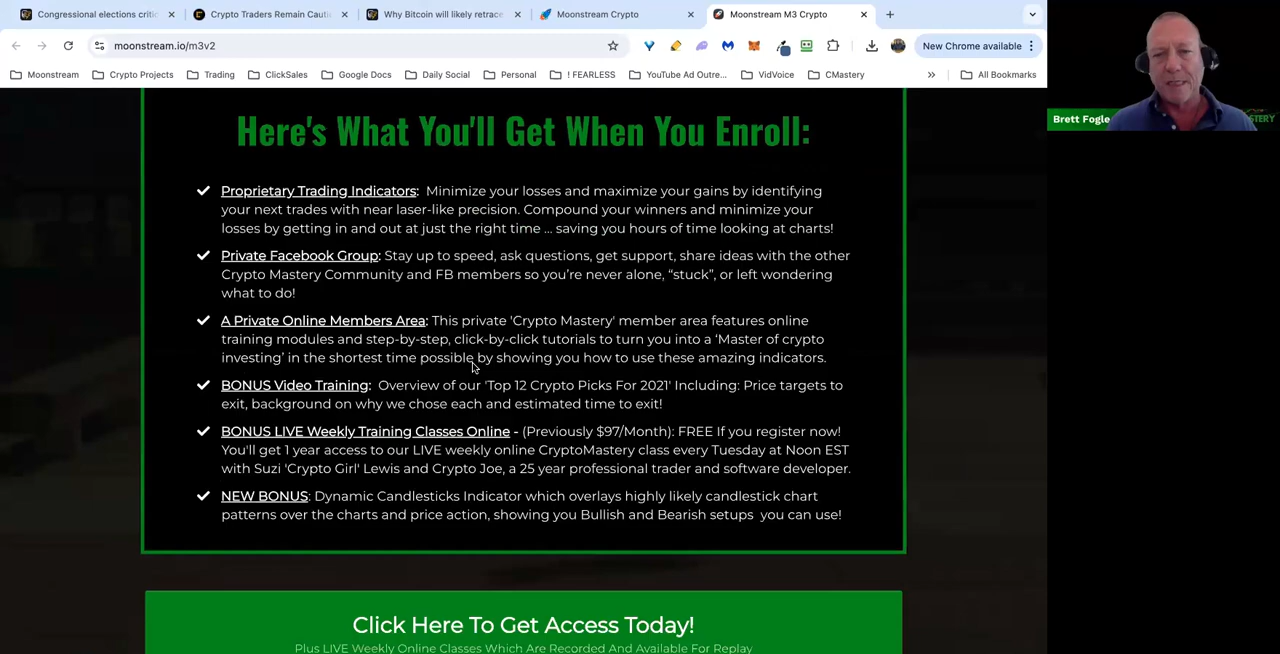 Congressional elections critic
Crypto Traders Remain Cauti
Why Bitcoin will likely retrace
Moonstream Crypto
Moonstream M3 Crypto
moonstream.io/m3v2
New Chrome available
Moonstream
Crypto Projects
Trading
ClickSales
Google Docs
Daily Social
Personal
! FEARLESS
YouTube Ad Outre...
VidVoice
CMastery
»
All Bookmarks
Brett Fogle
STERY
Here's What You'll Get When You Enroll:
Proprietary Trading Indicators: Minimize your losses and maximize your gains by identifying
your next trades with near laser-like precision. Compound your winners and minimize your
losses by getting in and out at just the right time ... saving you hours of time looking at charts!
Private Facebook Group: Stay up to speed, ask questions, get support, share ideas with the other
Crypto Mastery Community and FB members so you're never alone, “stuck”, or left wondering
what to do!
A Private Online Members Area: This private 'Crypto Mastery' member area features online
training modules and step-by-step, click-by-click tutorials to turn you into a ‘Master of crypto
investing’ in the shortest time possible by showing you how to use these amazing indicators.
BONUS Video Training: Overview of our 'Top 12 Crypto Picks For 2021' Including: Price targets to
exit, background on why we chose each and estimated time to exit!
BONUS LIVE Weekly Training Classes Online - (Previously $97/Month): FREE If you register now!
You'll get 1 year access to our LIVE weekly online CryptoMastery class every Tuesday at Noon EST
with Suzi 'Crypto Girl' Lewis and Crypto Joe, a 25 year professional trader and software developer.
NEW BONUS: Dynamic Candlesticks Indicator which overlays highly likely candlestick chart
patterns over the charts and price action, showing you Bullish and Bearish setups you can use!
Click Here To Get Access Today!
Plus LIVE Weekly Online Classes Which Are Recorded And Available For Replay